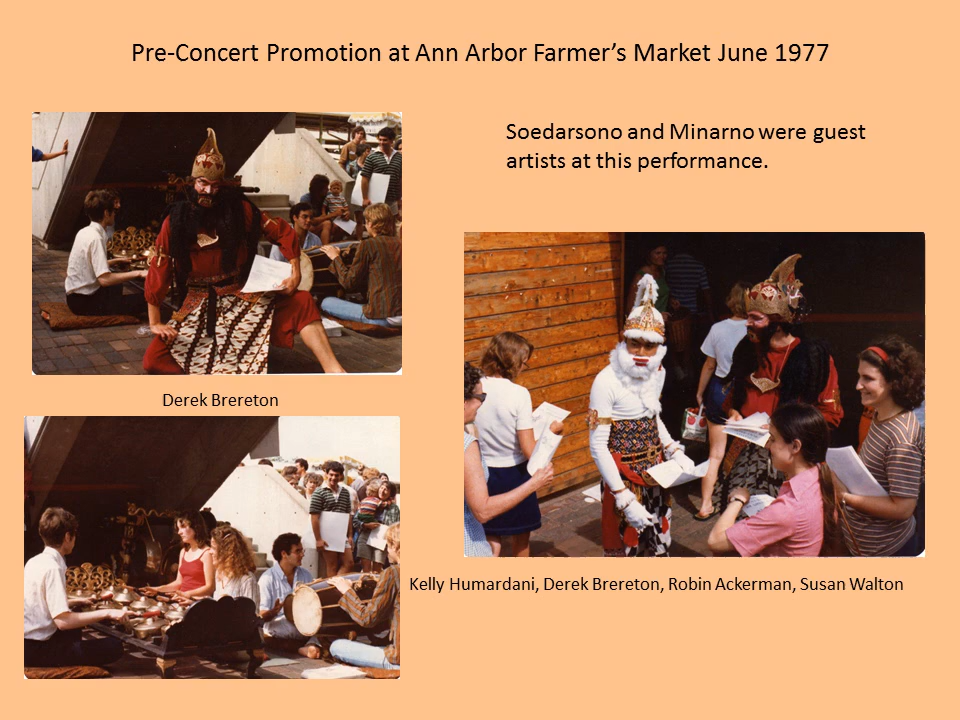 Pre-Concert Promotion at Ann Arbor Farmer's Market June 1977
Soedarsono and Minarno were guest
artists at this performance.
Derek Brereton
Kelly Humardani, Derek Brereton, Robin Ackerman, Susan Walton